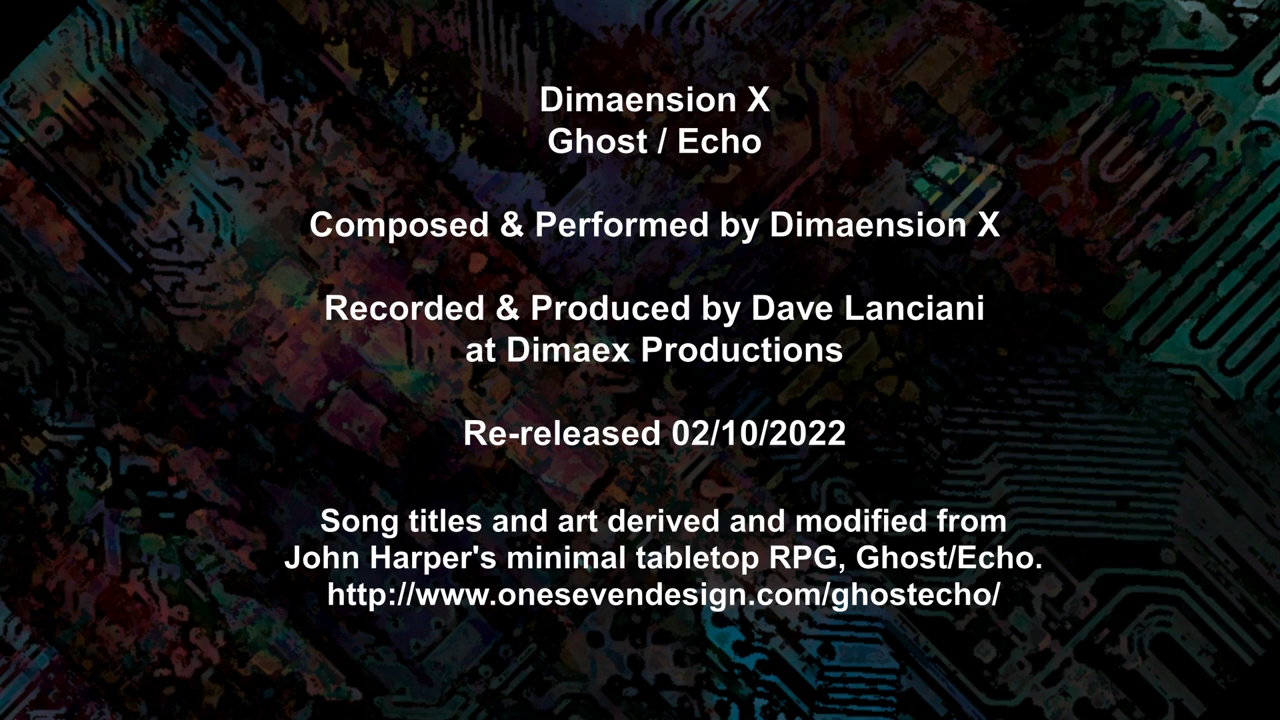 Dimaension X
Ghost / Echo
Composed & Performed by Dimaension X
Recorded & Produced by Dave Lanciani
at Dimaex Productions
Re-released 02/10/2022
Song titles and art derived and modified from
John Harper's minimal tabletop RPG, Ghost/Echo.
http://www.onesevendesign.com/ghostecho/